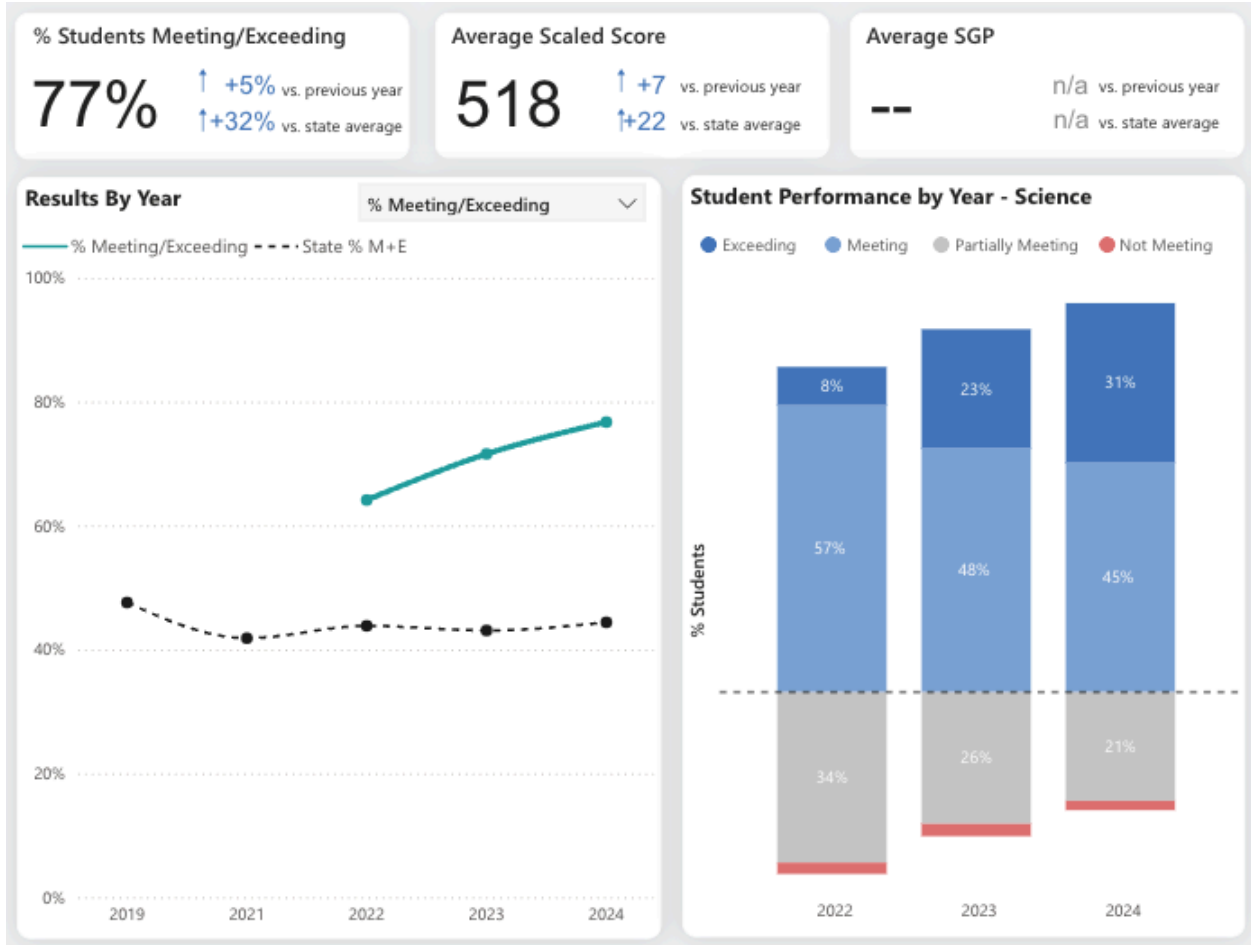 % Students Meeting/Exceeding
77%
+5% vs. previous year
+32% vs. state average
Average Scaled Score
518
+7 vs. previous year
+22 vs. state average
Average SGP
--
n/a vs. previous year
n/a vs. state average
Results By Year
% Meeting/Exceeding
% Meeting/Exceeding
State % M+E
100%
80%
60%
40%
20%
0%
2019
2021
2022
2023
2024
Student Performance by Year - Science
Exceeding
Meeting
Partially Meeting
Not Meeting
% Students
8%
57%
34%
23%
48%
26%
31%
45%
21%
2022
2023
2024